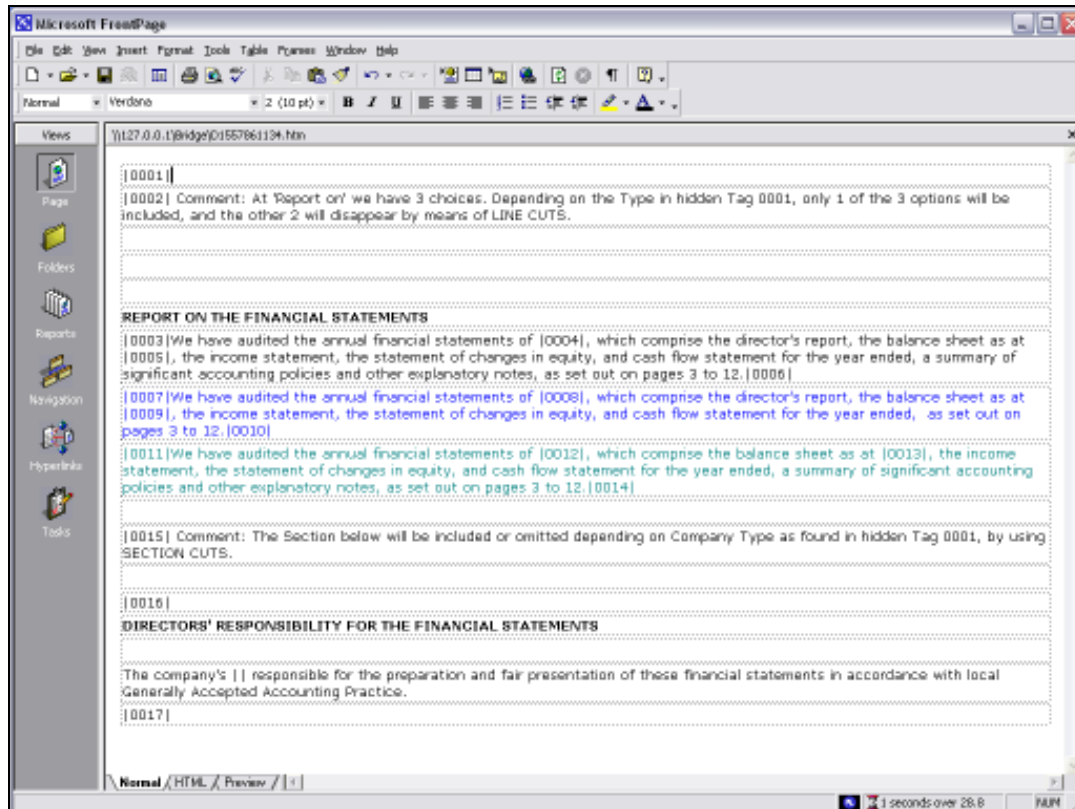 Microsoft FrontPage
File Edit View Insert Format Tools Table Frames Window Help
Normal Verdana 2 (10 pt) B I U A
Views \\127.0.0.1\Bridge\D1557861134.htm x
Page
Folders
Reports
Navigation
Hyperlinks
Tasks
|0001|
|0002| Comment: At 'Report on' we have 3 choices. Depending on the Type in hidden Tag 0001, only 1 of the 3 options will be
included, and the other 2 will disappear by means of LINE CUTS.
REPORT ON THE FINANCIAL STATEMENTS
|0003|We have audited the annual financial statements of |0004|, which comprise the director's report, the balance sheet as at
|0005|, the income statement, the statement of changes in equity, and cash flow statement for the year ended, a summary of
significant accounting policies and other explanatory notes, as set out on pages 3 to 12.|0006|
|0007|We have audited the annual financial statements of |0008|, which comprise the director's report, the balance sheet as at
|0009|, the income statement, the statement of changes in equity, and cash flow statement for the year ended, as set out on
pages 3 to 12.|0010|
|0011|We have audited the annual financial statements of |0012|, which comprise the balance sheet as at |0013|, the income
statement, the statement of changes in equity, and cash flow statement for the year ended, a summary of significant accounting
policies and other explanatory notes, as set out on pages 3 to 12.|0014|
|0015| Comment: The Section below will be included or omitted depending on Company Type as found in hidden Tag 0001, by using
SECTION CUTS.
|0016|
DIRECTORS' RESPONSIBILITY FOR THE FINANCIAL STATEMENTS
The company's || responsible for the preparation and fair presentation of these financial statements in accordance with local
Generally Accepted Accounting Practice.
|0017|
Normal HTML Preview
1 seconds over 28.8 NUM